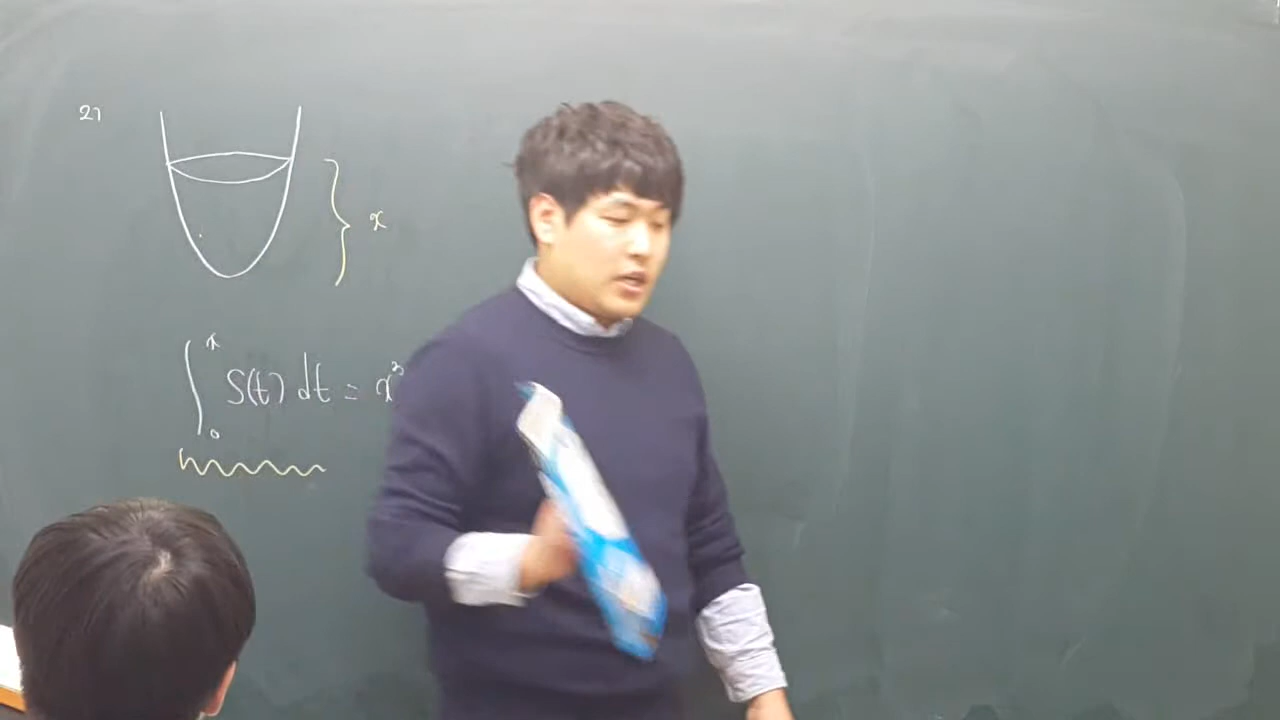 27
x
∫₀ˣ S(t) dt = x³